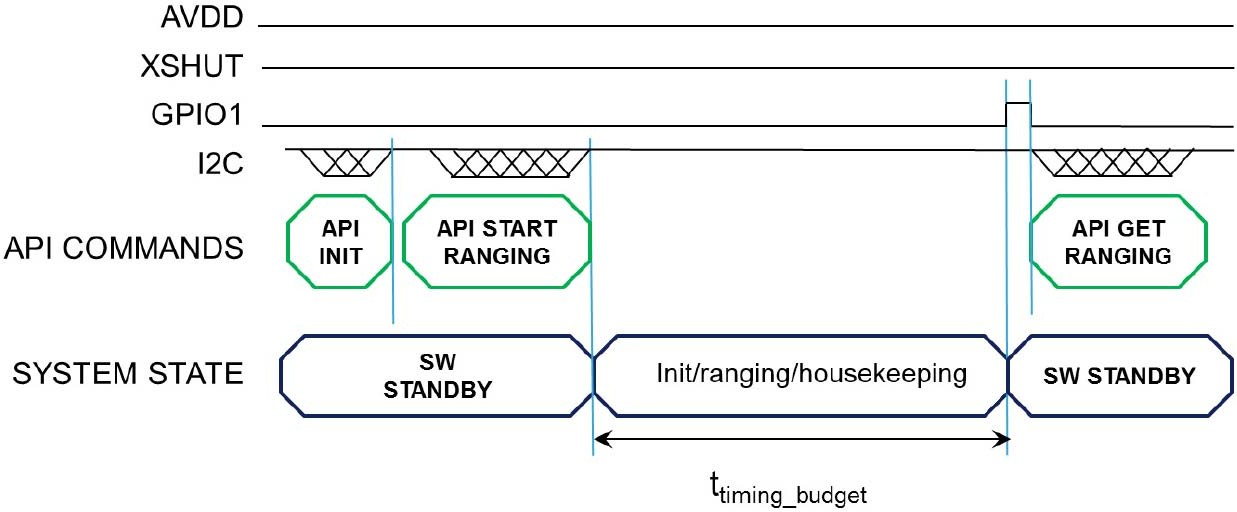 AVDD
XSHUT
GPIO1
I2C
API COMMANDS
API
INIT
API START
RANGING
API GET
RANGING
SYSTEM STATE
SW
STANDBY
Init/ranging/housekeeping
SW STANDBY
ttiming_budget